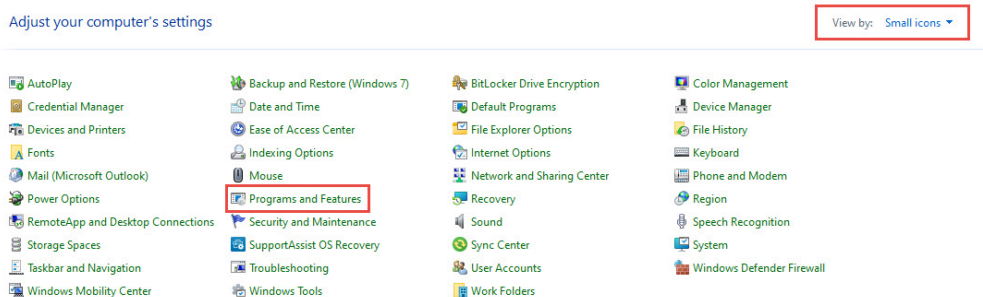 Adjust your computer's settings
View by: Small icons
AutoPlay
Backup and Restore (Windows 7)
BitLocker Drive Encryption
Color Management
Credential Manager
Date and Time
Default Programs
Device Manager
Devices and Printers
Ease of Access Center
File Explorer Options
File History
Fonts
Indexing Options
Internet Options
Keyboard
Mail (Microsoft Outlook)
Mouse
Network and Sharing Center
Phone and Modem
Power Options
Programs and Features
Recovery
Region
RemoteApp and Desktop Connections
Security and Maintenance
Sound
Speech Recognition
Storage Spaces
SupportAssist OS Recovery
Sync Center
System
Taskbar and Navigation
Troubleshooting
User Accounts
Windows Defender Firewall
Windows Mobility Center
Windows Tools
Work Folders